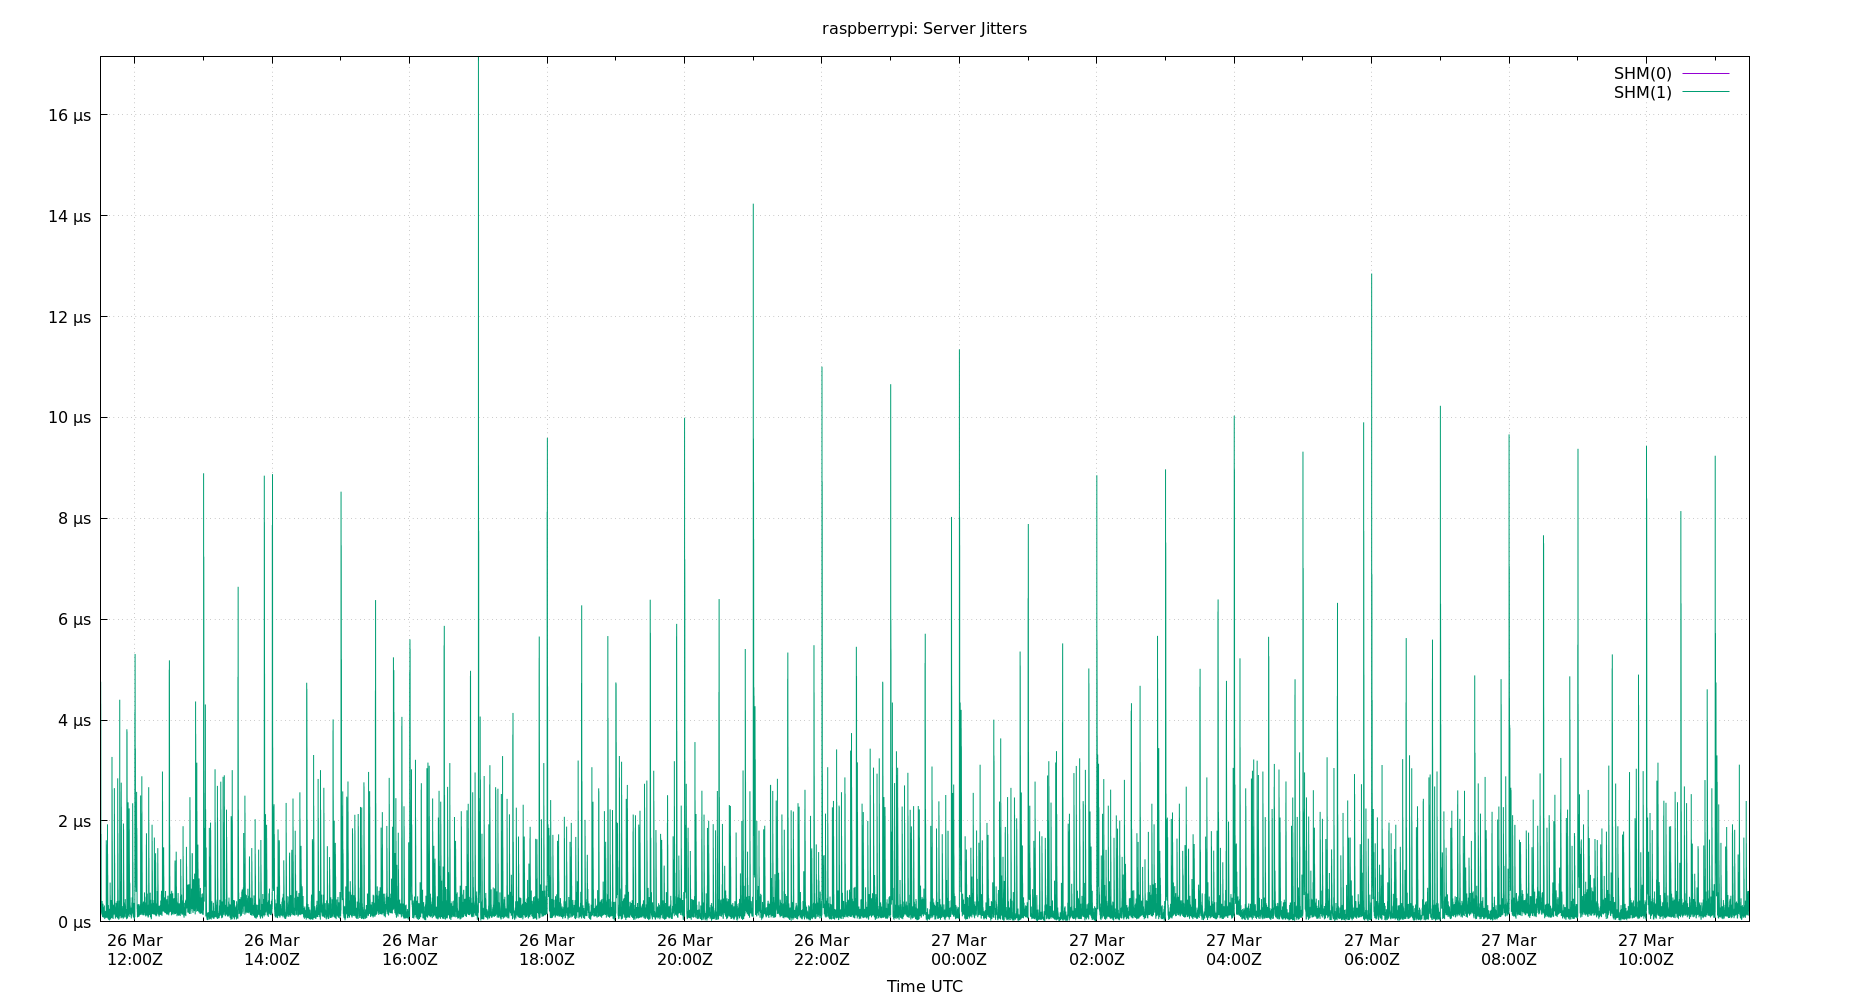 raspberrypi: Server Jitters
SHM(0)
SHM(1)
16 µs
14 µs
12 µs
10 µs
8 µs
6 µs
4 µs
2 µs
0 µs
26 Mar 26 Mar 26 Mar 26 Mar 26 Mar 26 Mar 27 Mar 27 Mar 27 Mar 27 Mar 27 Mar 27 Mar
12:00Z 14:00Z 16:00Z 18:00Z 20:00Z 22:00Z 00:00Z 02:00Z 04:00Z 06:00Z 08:00Z 10:00Z
Time UTC